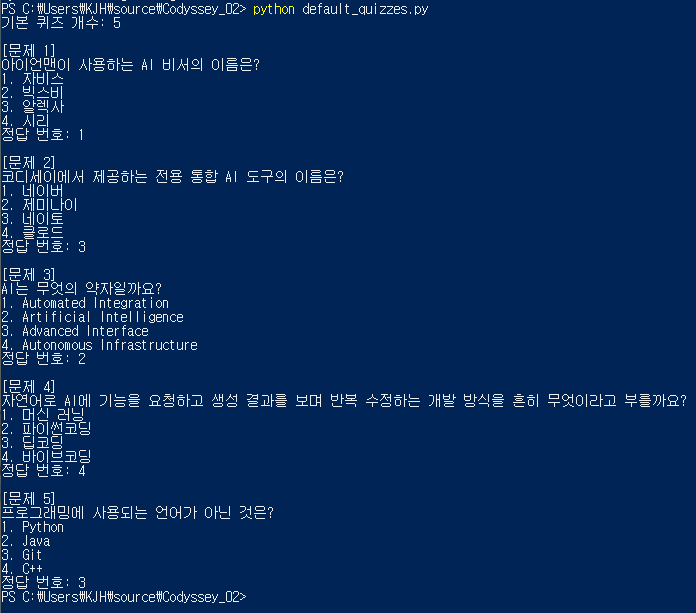 PS C:₩Users₩KJH₩source₩Codyssey_02> python default_quizzes.py
기본 퀴즈 개수: 5
[문제 1]
아이언맨이 사용하는 AI 비서의 이름은?
1. 자비스
2. 빅스비
3. 알렉사
4. 시리
정답 번호: 1
[문제 2]
코디세이에서 제공하는 전용 통합 AI 도구의 이름은?
1. 네이버
2. 제미나이
3. 네이토
4. 클로드
정답 번호: 3
[문제 3]
AI는 무엇의 약자일까요?
1. Automated Integration
2. Artificial Intelligence
3. Advanced Interface
4. Autonomous Infrastructure
정답 번호: 2
[문제 4]
자연어로 AI에 기능을 요청하고 생성 결과를 보며 반복 수정하는 개발 방식을 흔히 무엇이라고 부를까요?
1. 머신 러닝
2. 파이썬코딩
3. 딥코딩
4. 바이브코딩
정답 번호: 4
[문제 5]
프로그래밍에 사용되는 언어가 아닌 것은?
1. Python
2. Java
3. Git
4. C++
정답 번호: 3
PS C:₩Users₩KJH₩source₩Codyssey_02>